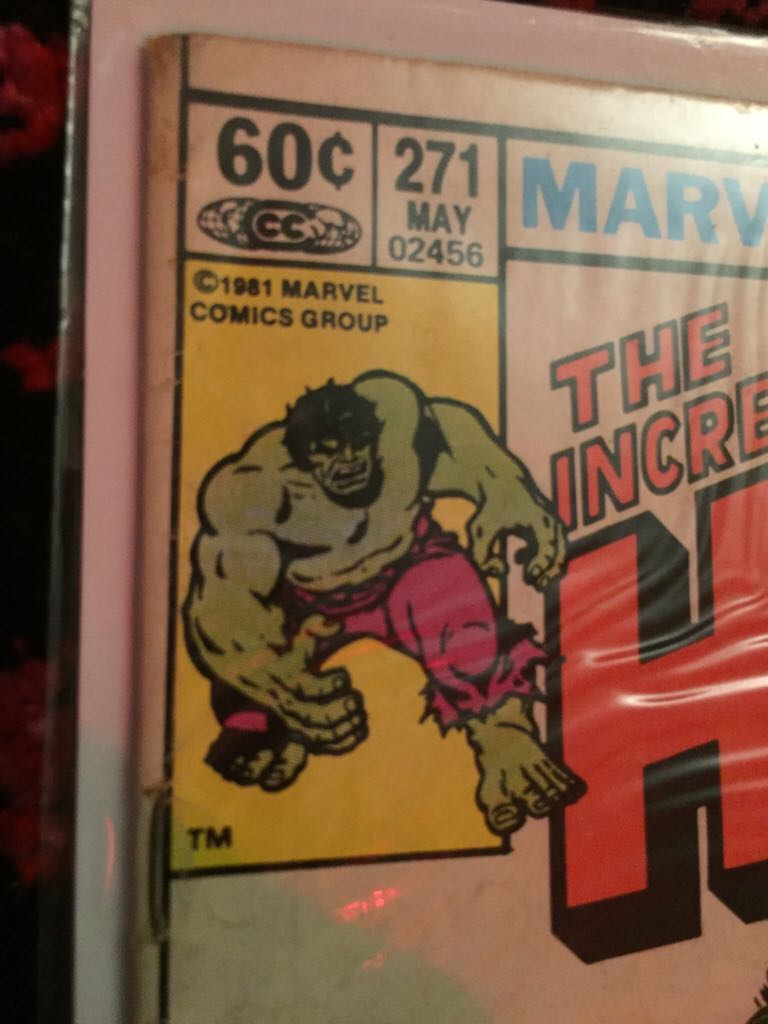 60¢
CC
271
MAY
02456
MARV
©1981 MARVEL
COMICS GROUP
THE
INCRE
H
TM